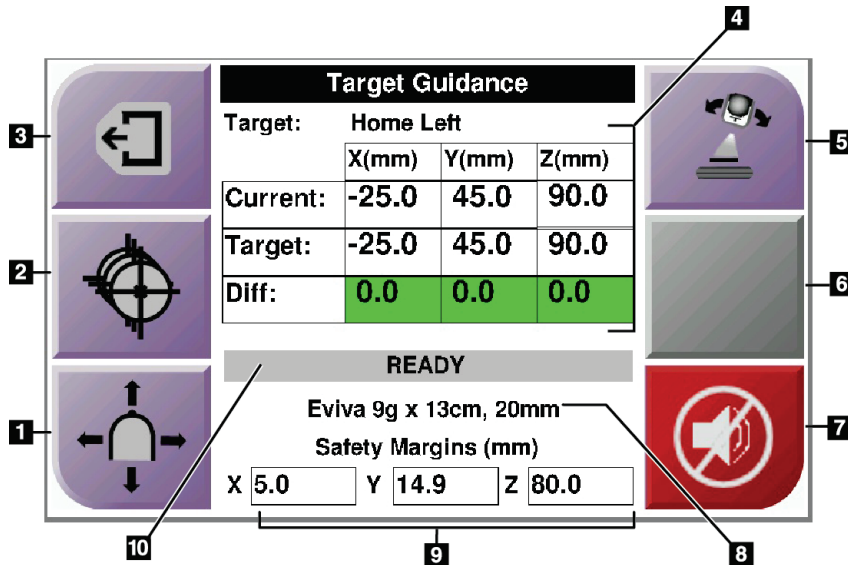 4
Target Guidance
3
Target: Home Left
5
X(mm) Y(mm) Z(mm)
Current: -25.0 45.0 90.0
Target: -25.0 45.0 90.0
2
Diff: 0.0 0.0 0.0
6
READY
Eviva 9g x 13cm, 20mm
1
7
Safety Margins (mm)
X 5.0 Y 14.9 Z 80.0
10
9
8